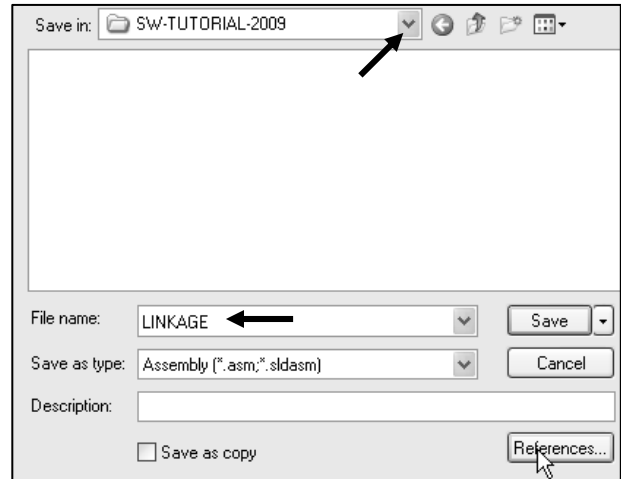 Save in: SW-TUTORIAL-2009
File name: LINKAGE Save
Save as type: Assembly (*.asm;*.sldasm) Cancel
Description:
Save as copy References...